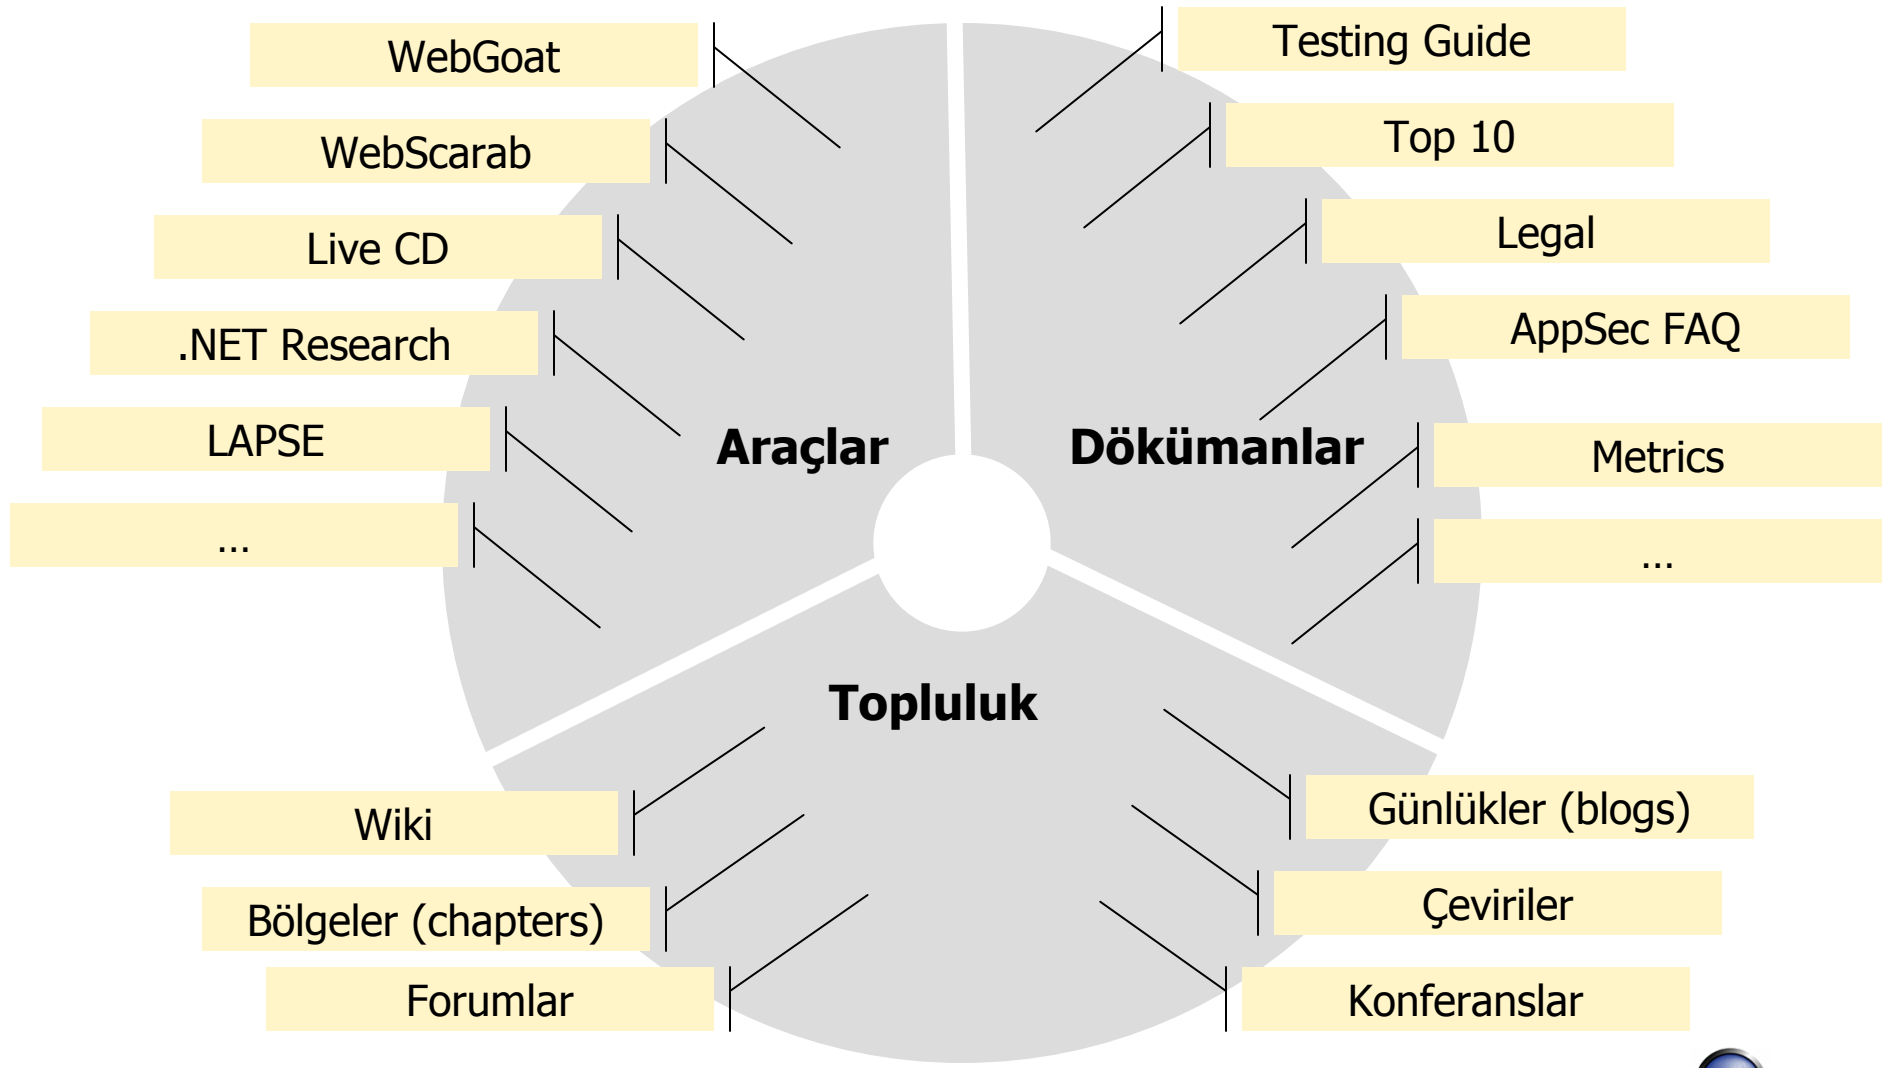 WebGoat
WebScarab
Live CD
.NET Research
LAPSE
...
Araçlar
Testing Guide
Top 10
Legal
AppSec FAQ
Metrics
...
Dökümanlar
Topluluk
Wiki
Bölgeler (chapters)
Forumlar
Günlükler (blogs)
Çeviriler
Konferanslar